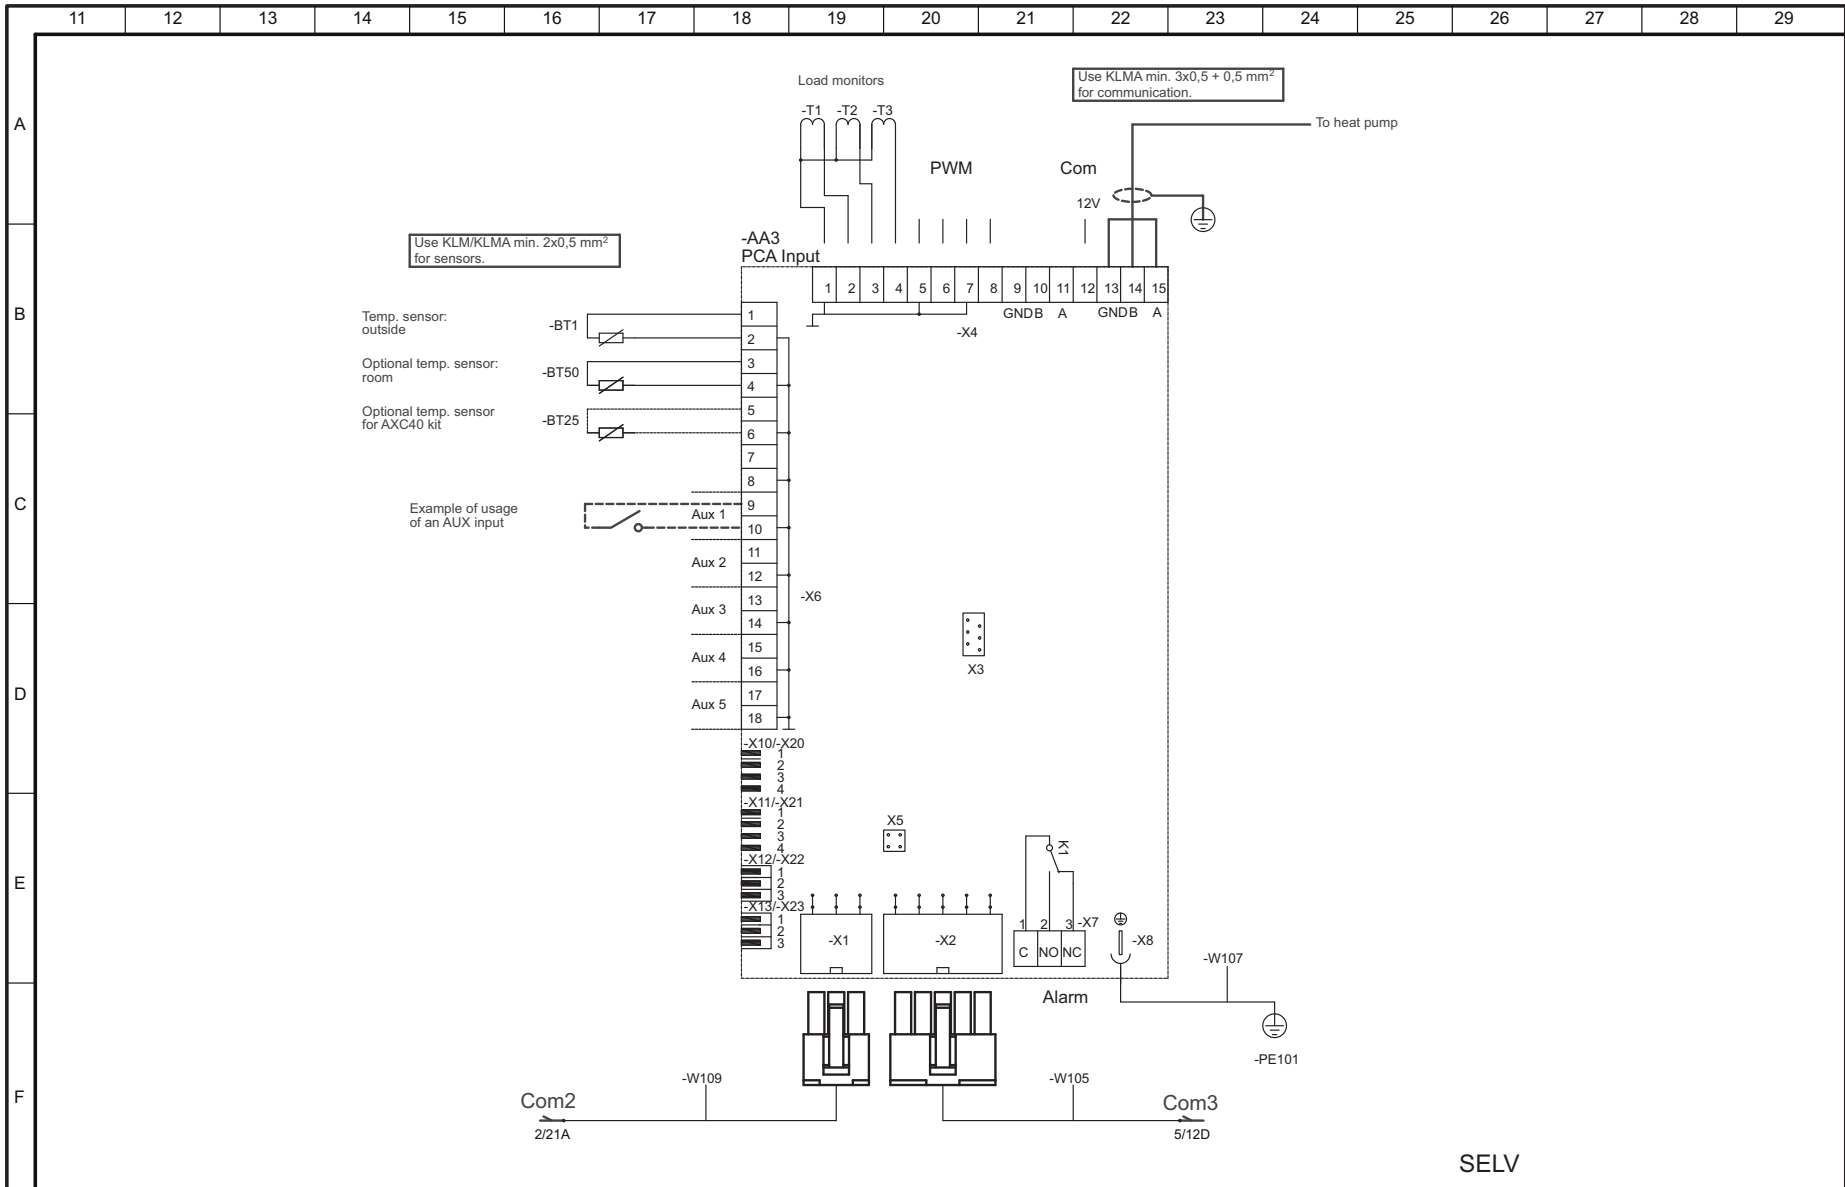 11 12 13 14 15 16 17 18 19 20 21 22 23 24 25 26 27 28 29
A
B
C
D
E
F
Load monitors
-T1 -T2 -T3
Use KLMA min. 3x0,5 + 0,5 mm²
for communication.
To heat pump
PWM
Com
12V
Use KLM/KLMA min. 2x0,5 mm²
for sensors.
-AA3
PCA Input
1 2 3 4 5 6 7 8 9 10 11 12 13 14 15
GND B A GND B A
-X4
Temp. sensor:
outside
-BT1
Optional temp. sensor:
room
-BT50
Optional temp. sensor
for AXC40 kit
-BT25
Example of usage
of an AUX input
1
2
3
4
5
6
7
8
9
10
11
12
13
14
15
16
17
18
Aux 1
Aux 2
Aux 3
Aux 4
Aux 5
-X6
X3
-X10/-X20
1
2
3
4
-X11/-X21
1
2
3
4
-X12/-X22
1
2
3
-X13/-X23
1
2
3
X5
K1
-X1
-X2
1 2 3 -X7
C NO NC
-X8
Alarm
-W107
-PE101
-W109
-W105
Com2
2/21A
Com3
5/12D
SELV